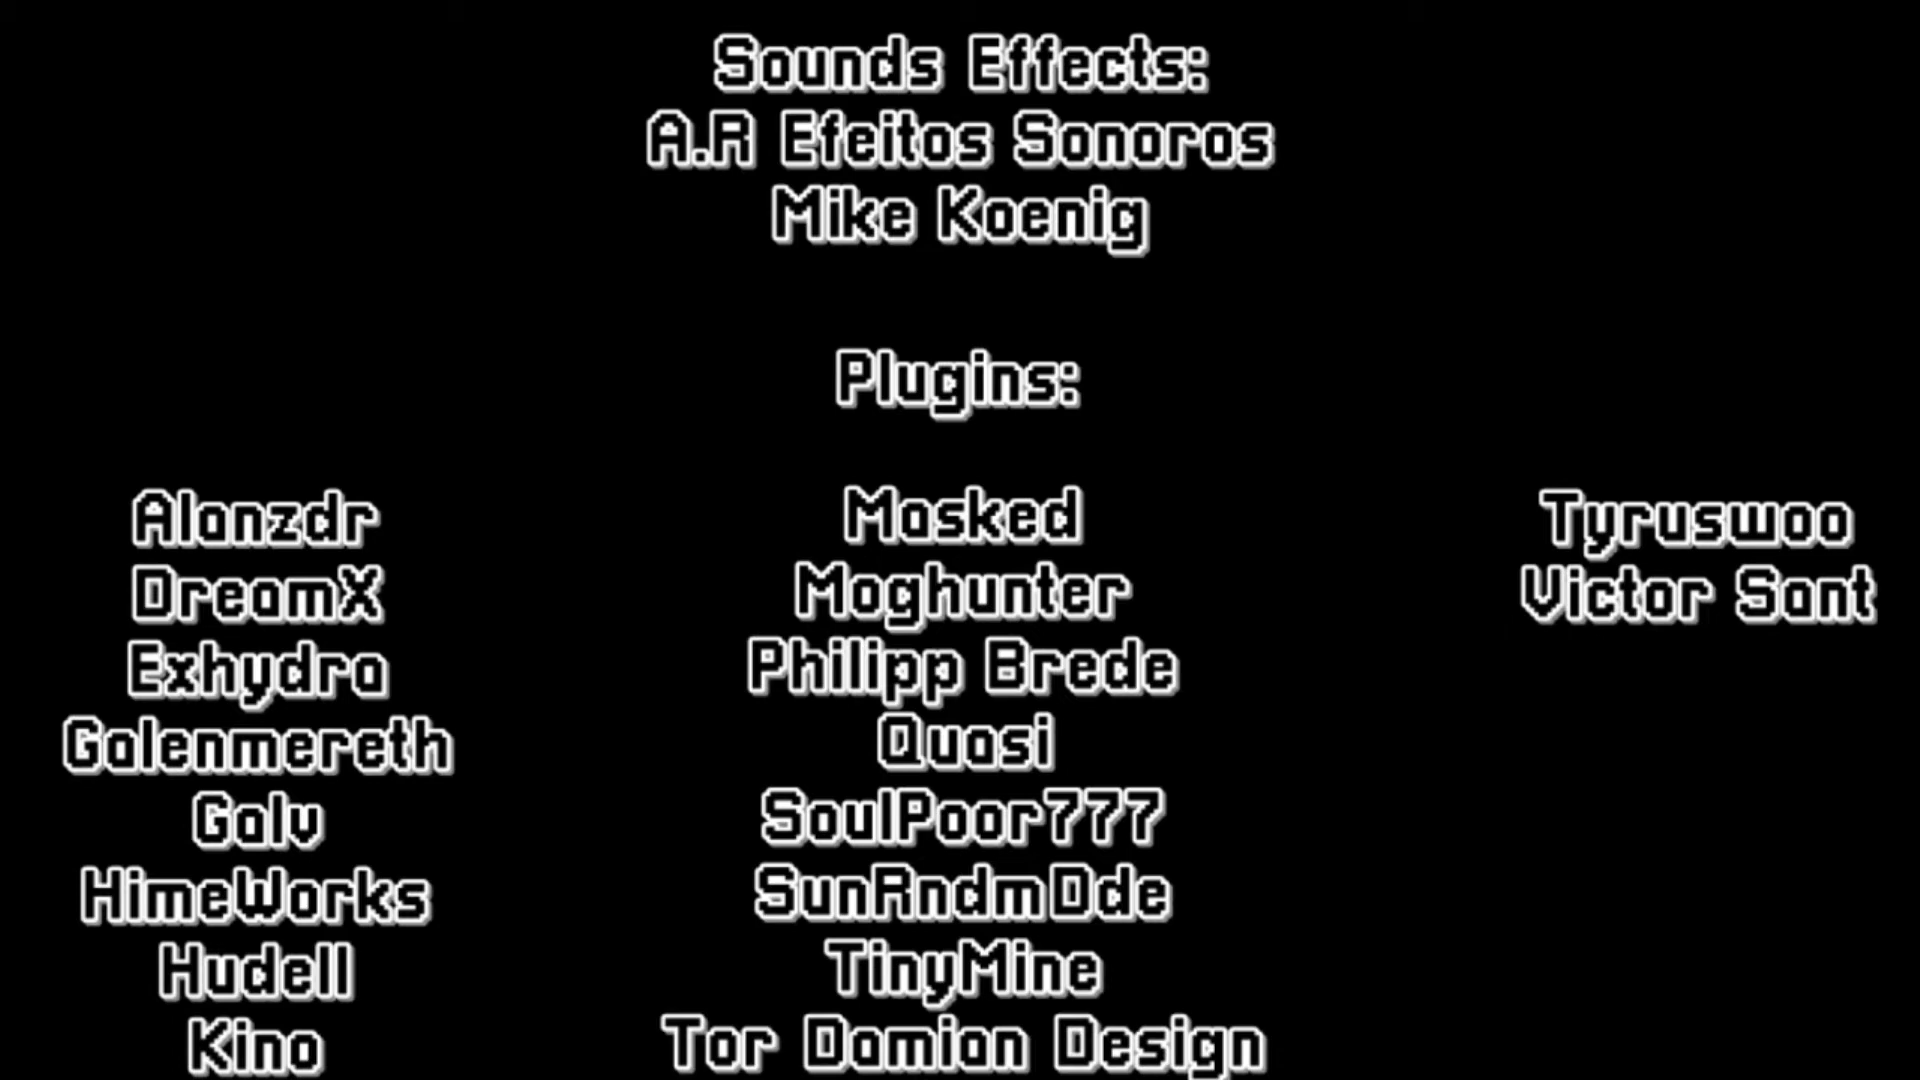 Sounds Effects:
A.R Efeitos Sonoros
Mike Koenig
Plugins:
Alanzdr
DreamX
Exhydra
Galenmereth
Galv
HimeWorks
Hudell
Kino
Masked
Moghunter
Philipp Brede
Quasi
SoulPoor777
SunRndmDde
TinyMine
Tor Damian Design
Tyruswoo
Victor Sant